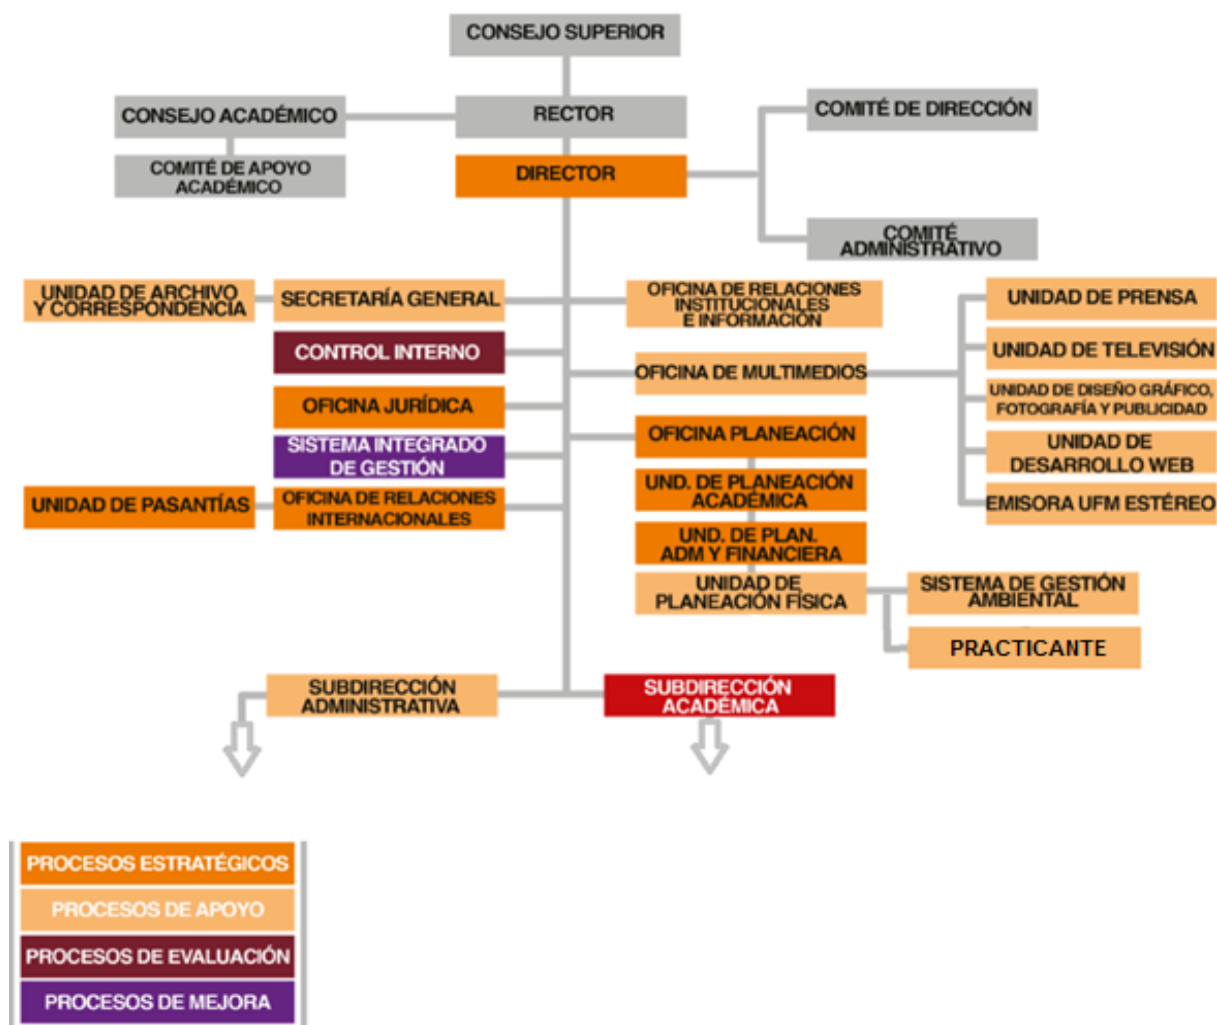 CONSEJO SUPERIOR
CONSEJO ACADÉMICO
RECTOR
COMITÉ DE DIRECCIÓN
COMITÉ DE APOYO
ACADÉMICO
DIRECTOR
COMITÉ
ADMINISTRATIVO
UNIDAD DE ARCHIVO
Y CORRESPONDENCIA
SECRETARÍA GENERAL
OFICINA DE RELACIONES
INSTITUCIONALES
E INFORMACIÓN
UNIDAD DE PRENSA
CONTROL INTERNO
OFICINA DE MULTIMEDIOS
UNIDAD DE TELEVISIÓN
OFICINA JURÍDICA
UNIDAD DE DISEÑO GRÁFICO,
FOTOGRAFÍA Y PUBLICIDAD
SISTEMA INTEGRADO
DE GESTIÓN
OFICINA PLANEACIÓN
UNIDAD DE
DESARROLLO WEB
UNIDAD DE PASANTÍAS
OFICINA DE RELACIONES
INTERNACIONALES
UND. DE PLANEACIÓN
ACADÉMICA
EMISORA UFM ESTÉREO
UND. DE PLAN.
ADM Y FINANCIERA
UNIDAD DE
PLANEACIÓN FÍSICA
SISTEMA DE GESTIÓN
AMBIENTAL
PRACTICANTE
SUBDIRECCIÓN
ADMINISTRATIVA
SUBDIRECCIÓN
ACADÉMICA
PROCESOS ESTRATÉGICOS
PROCESOS DE APOYO
PROCESOS DE EVALUACIÓN
PROCESOS DE MEJORA